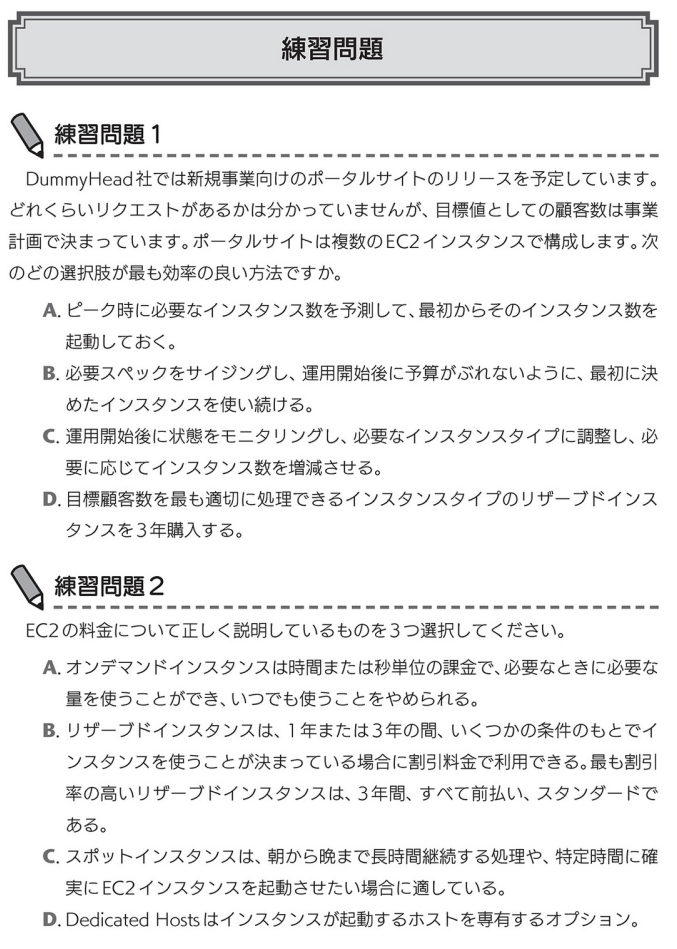 練習問題
練習問題1
DummyHead社では新規事業向けのポータルサイトのリリースを予定しています。
どれくらいリクエストがあるかは分かっていませんが、目標値としての顧客数は事業
計画で決まっています。ポータルサイトは複数のEC2インスタンスで構成します。次
のどの選択肢が最も効率の良い方法ですか。
A. ピーク時に必要なインスタンス数を予測して、最初からそのインスタンス数を
起動しておく。
B. 必要スペックをサイジングし、運用開始後に予算がぶれないように、最初に決
めたインスタンスを使い続ける。
C. 運用開始後に状態をモニタリングし、必要なインスタンスタイプに調整し、必
要に応じてインスタンス数を増減させる。
D. 目標顧客数を最も適切に処理できるインスタンスタイプのリザーブドインス
タンスを3年購入する。
練習問題2
EC2の料金について正しく説明しているものを3つ選択してください。
A. オンデマンドインスタンスは時間または秒単位の課金で、必要なときに必要な
量を使うことができ、いつでも使うことをやめられる。
B. リザーブドインスタンスは、1年または3年の間、いくつかの条件のもとでイ
ンスタンスを使うことが決まっている場合に割引料金で利用できる。最も割引
率の高いリザーブドインスタンスは、3年間、すべて前払い、スタンダードで
ある。
C. スポットインスタンスは、朝から晩まで長時間継続する処理や、特定時間に確
実にEC2インスタンスを起動させたい場合に適している。
D. Dedicated Hostsはインスタンスが起動するホストを専有するオプション。